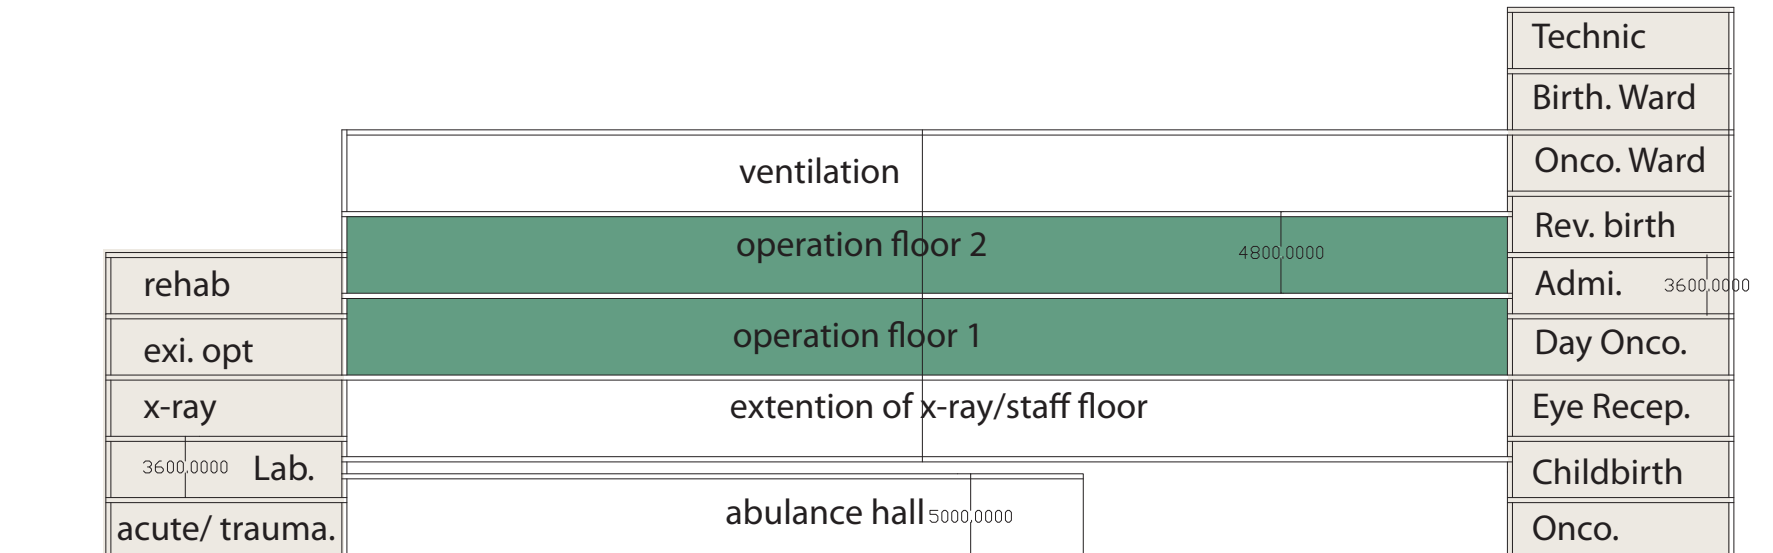 Technic
Birth. Ward
ventilation
Onco. Ward
operation floor 2
4800,0000
Rev. birth
rehab
Admi.
3600,0000
exi. opt
operation floor 1
Day Onco.
x-ray
extention of x-ray/staff floor
Eye Recep.
3600,0000
Lab.
Childbirth
acute/ trauma.
abulance hall
5000,0000
Onco.